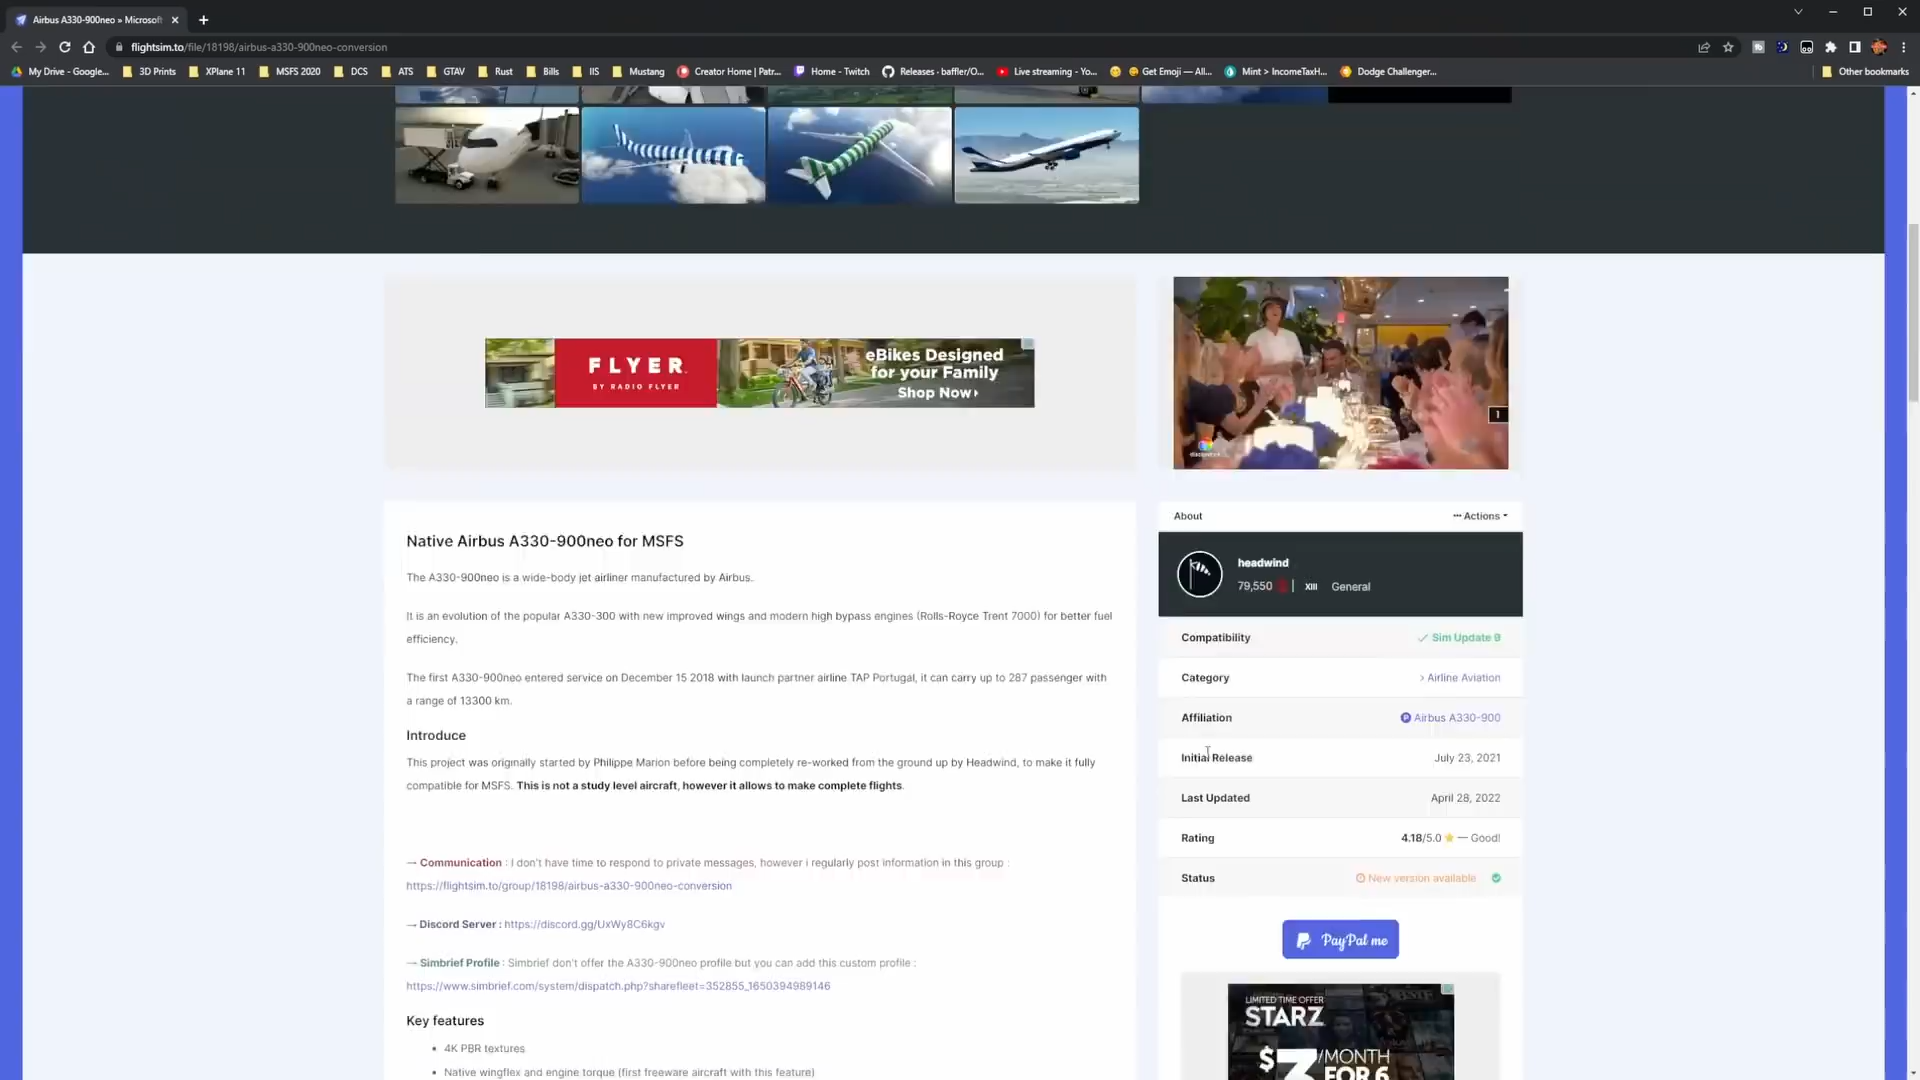 Airbus A330-900neo » Microsoft
flightsim.to/file/18198/airbus-a330-900neo-conversion
My Drive - Google... 3D Prints XPlane 11 MSFS 2020 DCS ATS GTAV Rust Bills IIS Mustang Creator Home | Patr... Home - Twitch Releases · baffler/O... Live streaming - Yo... Get Emoji — All... Mint > IncomeTaxH... Dodge Challenger... Other bookmarks
FLYER
BY RADIO FLYER
eBikes Designed
for your Family
Shop Now
1
Native Airbus A330-900neo for MSFS
The A330-900neo is a wide-body jet airliner manufactured by Airbus.
It is an evolution of the popular A330-300 with new improved wings and modern high bypass engines (Rolls-Royce Trent 7000) for better fuel
efficiency.
The first A330-900neo entered service on December 15 2018 with launch partner airline TAP Portugal, it can carry up to 287 passenger with
a range of 13300 km.
Introduce
This project was originally started by Philippe Marion before being completely re-worked from the ground up by Headwind, to make it fully
compatible for MSFS. This is not a study level aircraft, however it allows to make complete flights.
→ Communication : I don't have time to respond to private messages, however i regularly post information in this group :
https://flightsim.to/group/18198/airbus-a330-900neo-conversion
→ Discord Server : https://discord.gg/UxWy8C6kgv
→ Simbrief Profile : Simbrief don't offer the A330-900neo profile but you can add this custom profile :
https://www.simbrief.com/system/dispatch.php?sharefleet=352855_1650394989146
Key features
• 4K PBR textures
• Native wingflex and engine torque (first freeware aircraft with this feature)
About ··· Actions
headwind
79,550 | XIII General
Compatibility ✓ Sim Update 9
Category › Airline Aviation
Affiliation P Airbus A330-900
Initial Release July 23, 2021
Last Updated April 28, 2022
Rating 4.18/5.0 — Good!
Status New version available
PayPal me
LIMITED TIME OFFER
STARZ
$3/MONTH
FOR 6